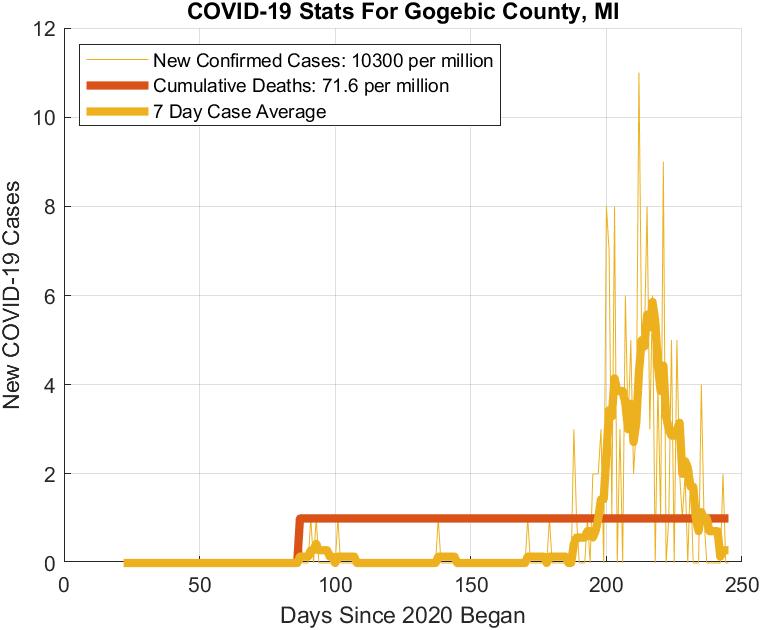 COVID-19 Stats For Gogebic County, MI
New Confirmed Cases: 10300 per million
Cumulative Deaths: 71.6 per million
7 Day Case Average
12
10
8
6
4
2
0
New COVID-19 Cases
0 50 100 150 200 250
Days Since 2020 Began